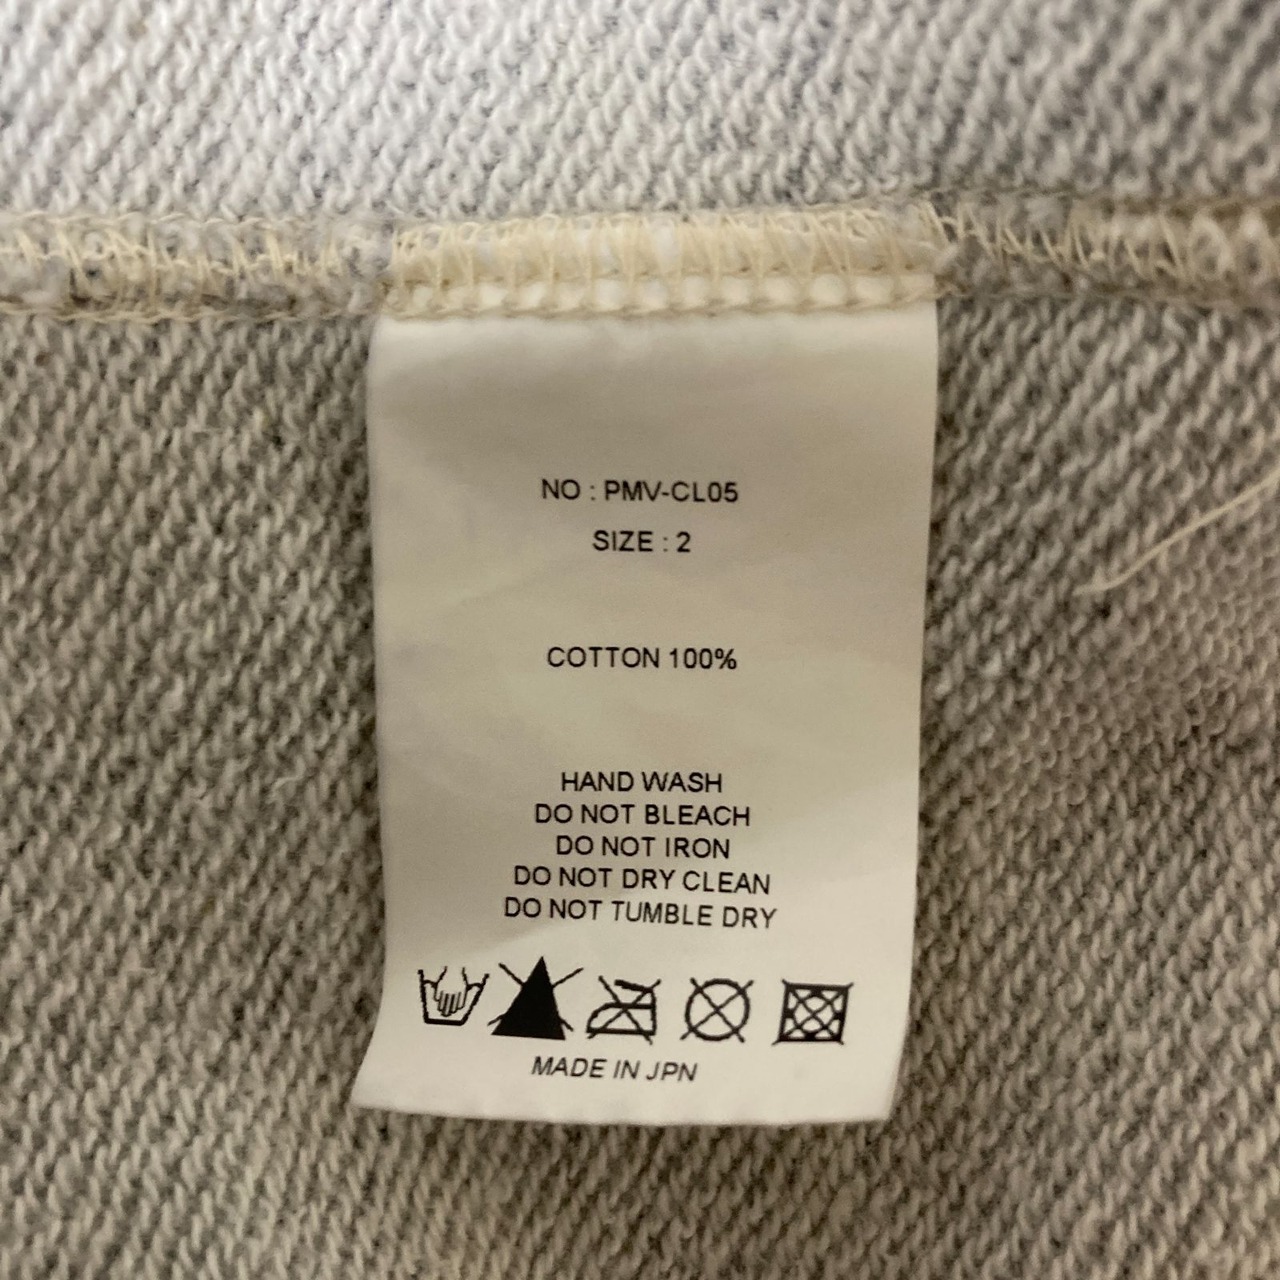 NO : PMV-CL05
SIZE : 2
COTTON 100%
HAND WASH
DO NOT BLEACH
DO NOT IRON
DO NOT DRY CLEAN
DO NOT TUMBLE DRY
MADE IN JPN